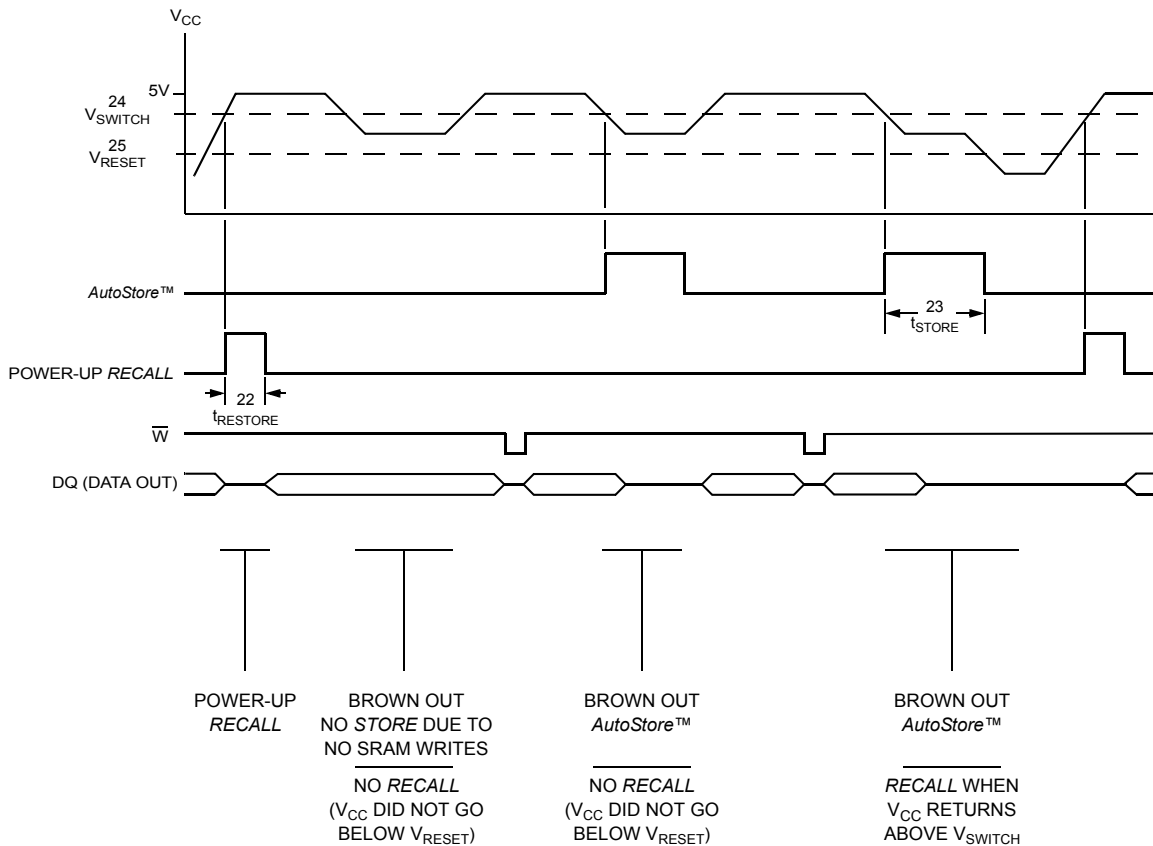 VCC
5V
24
VSWITCH
25
VRESET
AutoStore™
23
tSTORE
POWER-UP RECALL
22
tRESTORE
W
DQ (DATA OUT)
POWER-UP
RECALL
BROWN OUT
NO STORE DUE TO
NO SRAM WRITES
NO RECALL
(VCC DID NOT GO
BELOW VRESET)
BROWN OUT
AutoStore™
NO RECALL
(VCC DID NOT GO
BELOW VRESET)
BROWN OUT
AutoStore™
RECALL WHEN
VCC RETURNS
ABOVE VSWITCH